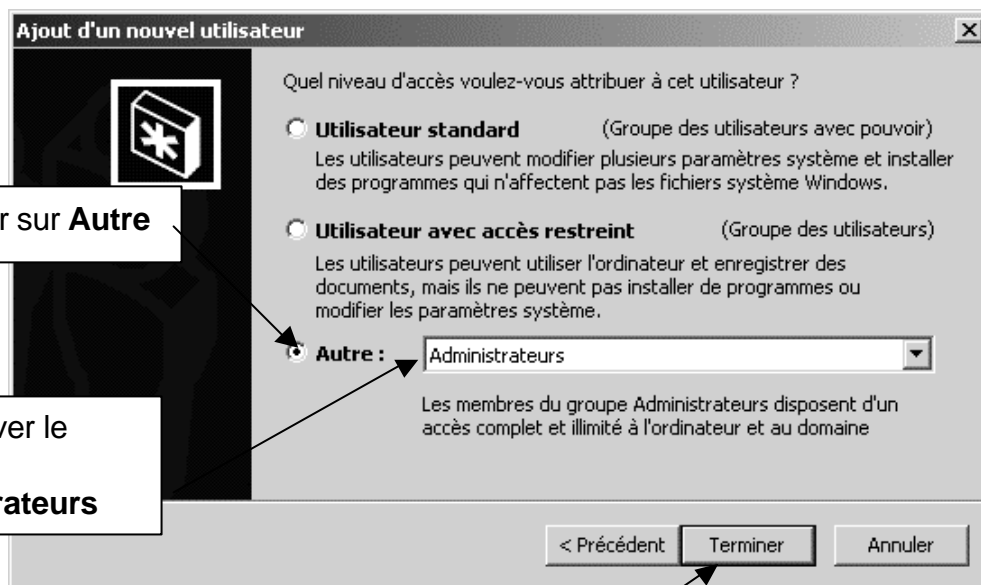 Ajout d'un nouvel utilisateur
Quel niveau d'accès voulez-vous attribuer à cet utilisateur ?
Utilisateur standard (Groupe des utilisateurs avec pouvoir)
Les utilisateurs peuvent modifier plusieurs paramètres système et installer
des programmes qui n'affectent pas les fichiers système Windows.
r sur Autre
Utilisateur avec accès restreint (Groupe des utilisateurs)
Les utilisateurs peuvent utiliser l'ordinateur et enregistrer des
documents, mais ils ne peuvent pas installer de programmes ou
modifier les paramètres système.
Autre : Administrateurs
Les membres du groupe Administrateurs disposent d'un
accès complet et illimité à l'ordinateur et au domaine
ver le
rateurs
< Précédent Terminer Annuler